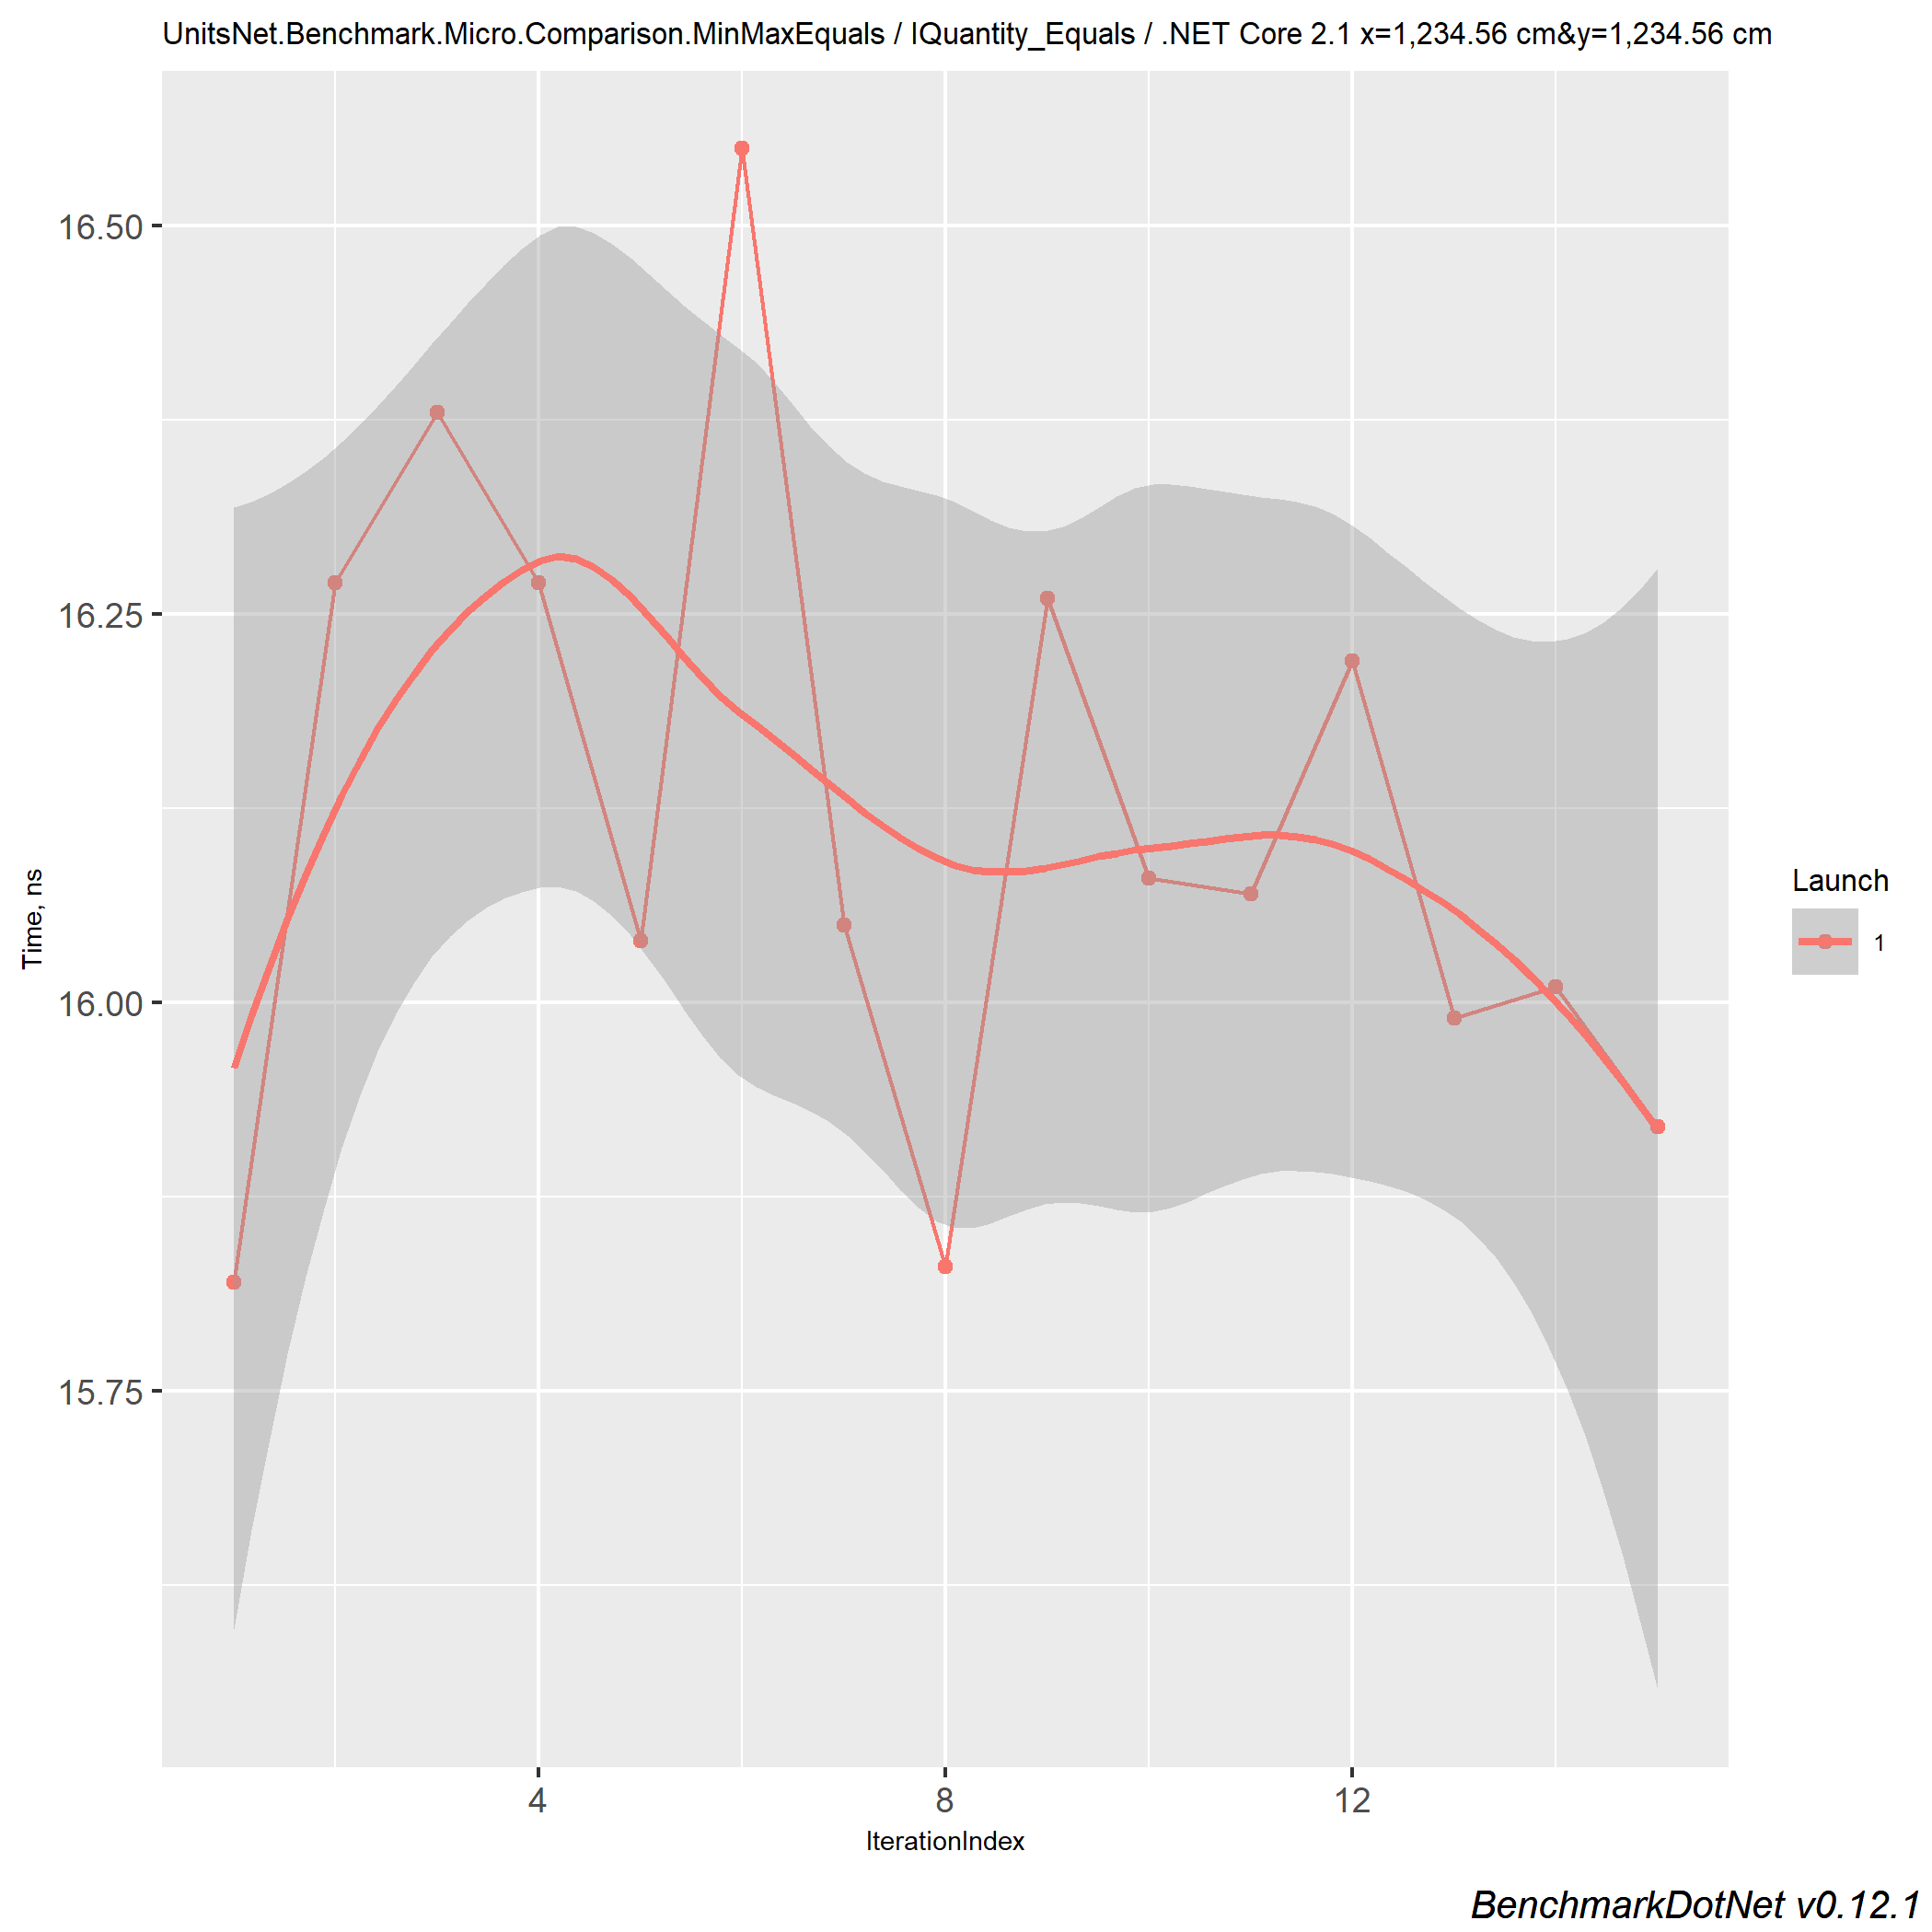 UnitsNet.Benchmark.Micro.Comparison.MinMaxEquals / IQuantity_Equals / .NET Core 2.1 x=1,234.56 cm&y=1,234.56 cm
16.50
16.25
16.00
15.75
Time, ns
4 8 12
IterationIndex
Launch
1
BenchmarkDotNet v0.12.1